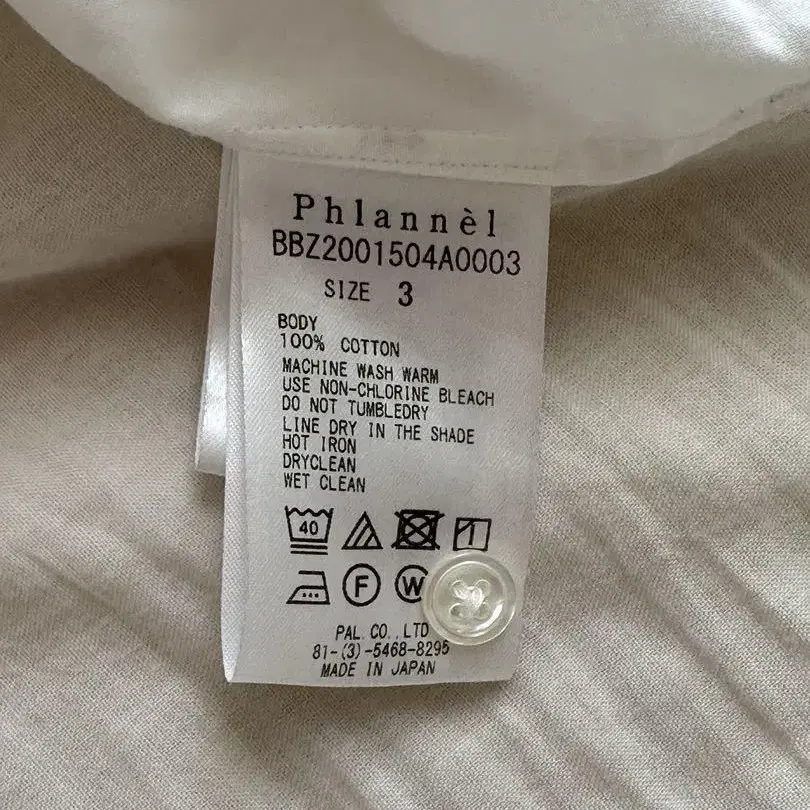 Phlannèl
BBZ2001504A0003
SIZE 3
BODY
100% COTTON
MACHINE WASH WARM
USE NON-CHLORINE BLEACH
DO NOT TUMBLEDRY
LINE DRY IN THE SHADE
HOT IRON
DRYCLEAN
WET CLEAN
40
F W
PAL. CO., LTD
81-(3)-5468-8295
MADE IN JAPAN